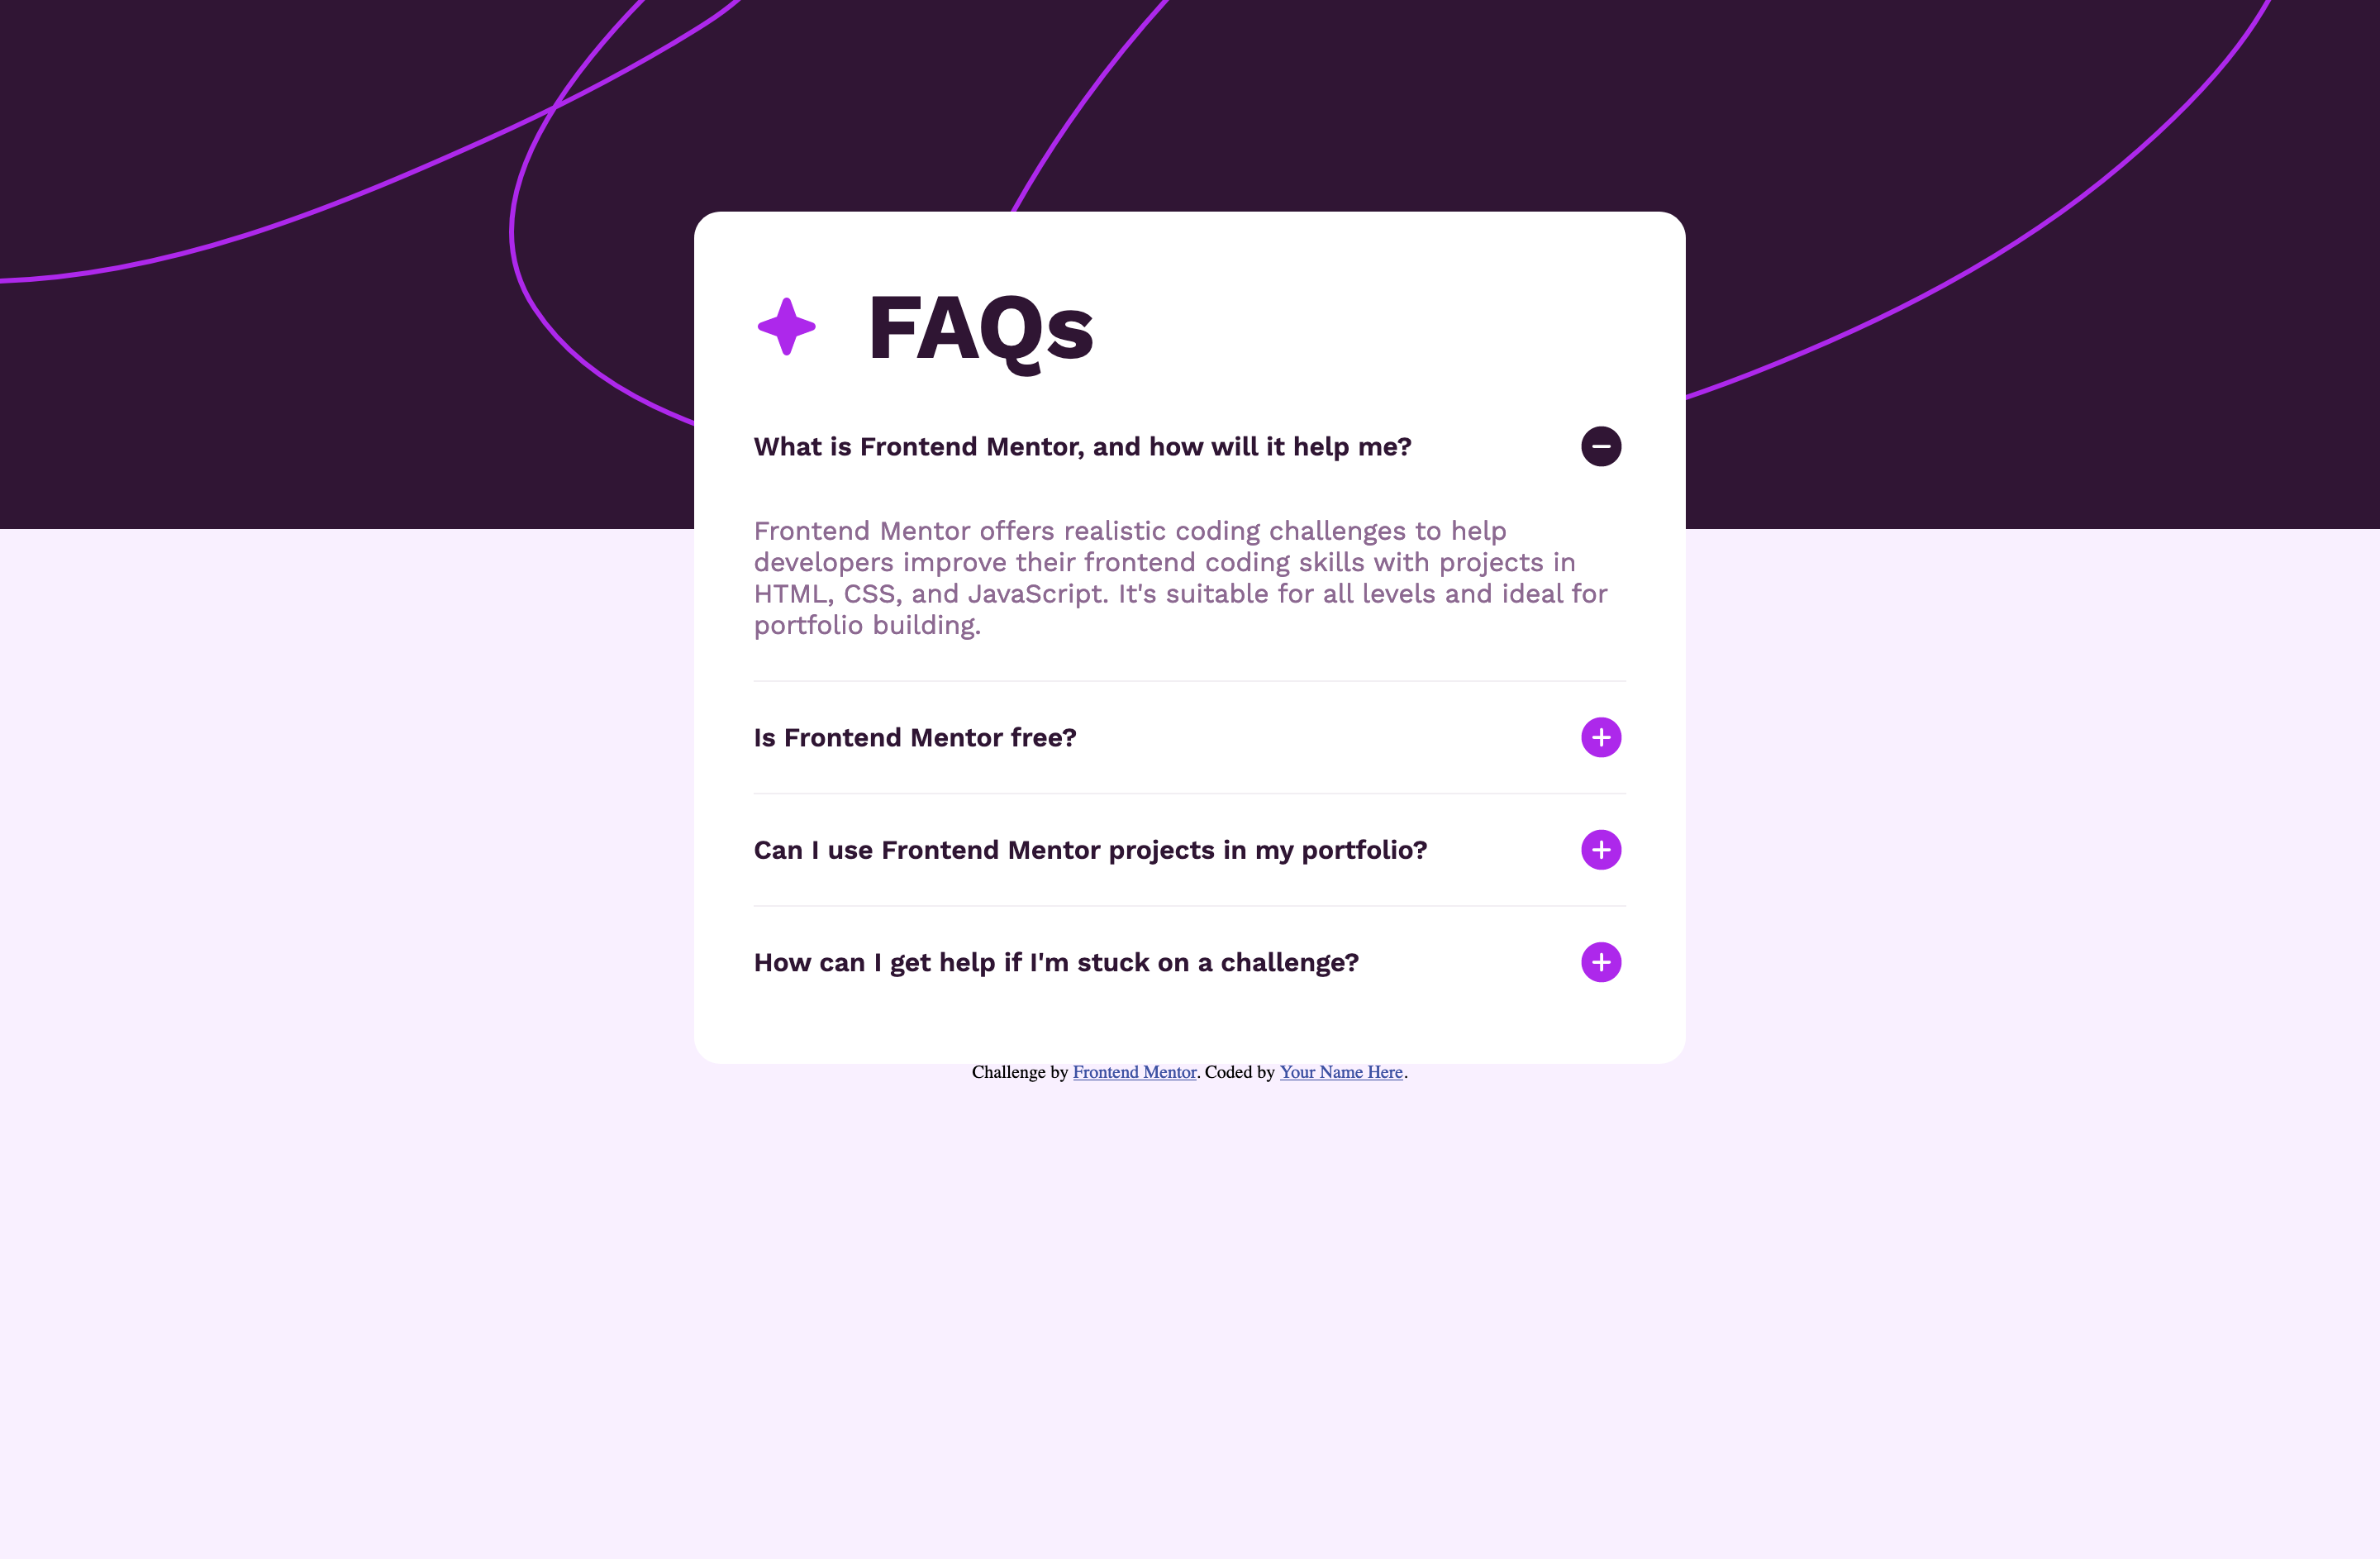 FAQs
What is Frontend Mentor, and how will it help me?
Frontend Mentor offers realistic coding challenges to help
developers improve their frontend coding skills with projects in
HTML, CSS, and JavaScript. It's suitable for all levels and ideal for
portfolio building.
Is Frontend Mentor free?
Can I use Frontend Mentor projects in my portfolio?
How can I get help if I'm stuck on a challenge?
Challenge by Frontend Mentor. Coded by Your Name Here.